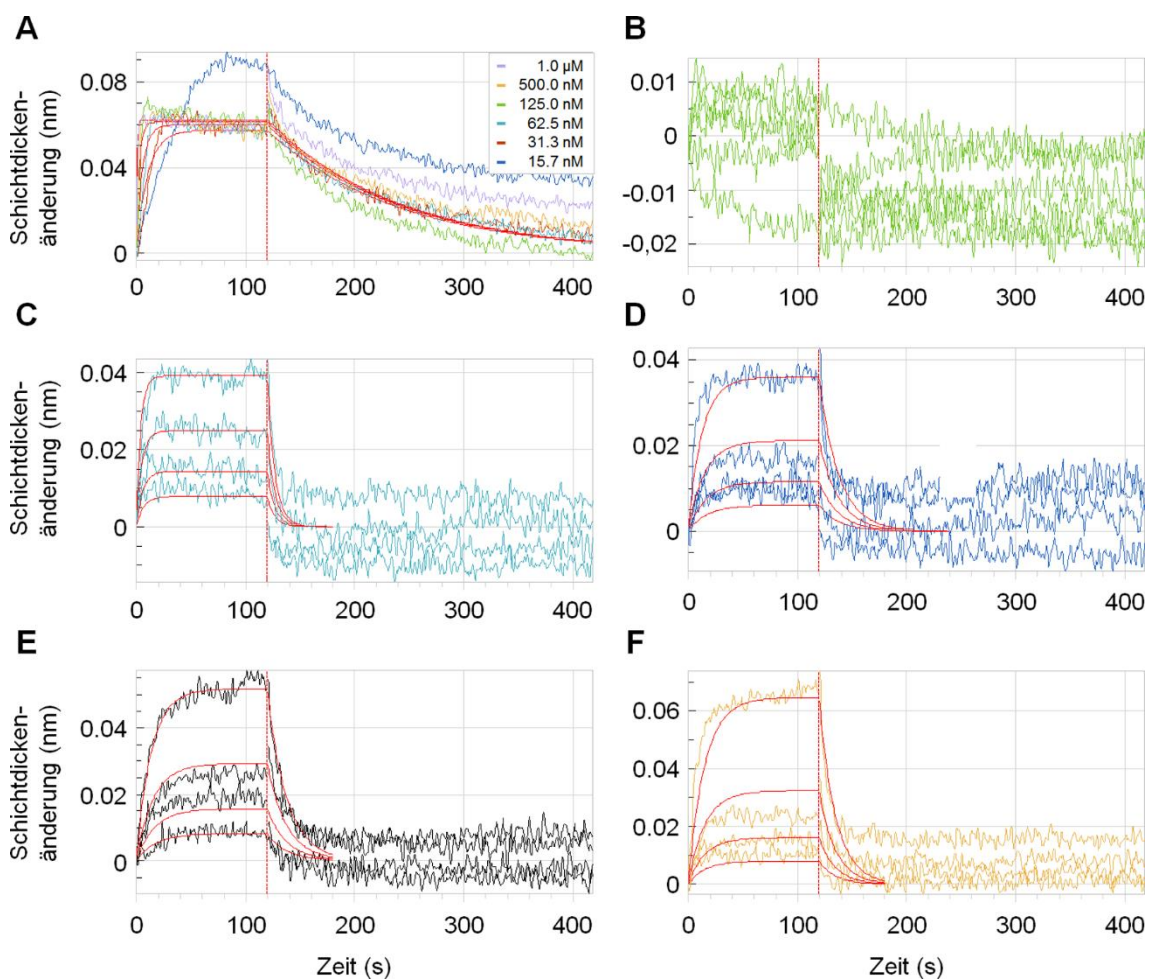 A
B
Schichtdicken-
änderung (nm)
0.08
0.04
0
1.0 µM
500.0 nM
125.0 nM
62.5 nM
31.3 nM
15.7 nM
0 100 200 300 400
0.01
0
-0.01
-0,02
0 100 200 300 400
C
D
Schichtdicken-
änderung (nm)
0.04
0.02
0
0 100 200 300 400
0.04
0.02
0
0 100 200 300 400
E
F
Schichtdicken-
änderung (nm)
0.04
0.02
0
0 100 200 300 400
Zeit (s)
0.06
0.04
0.02
0
0 100 200 300 400
Zeit (s)